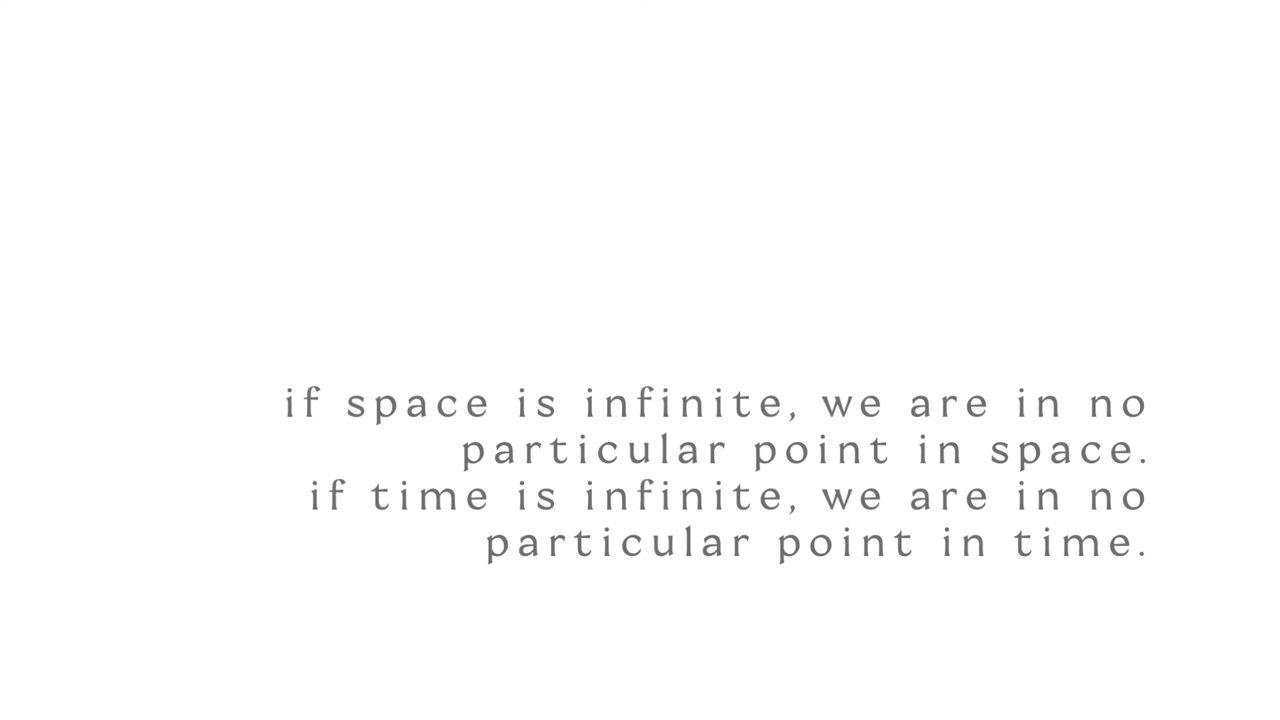 if space is infinite, we are in no
particular point in space.
if time is infinite, we are in no
particular point in time.